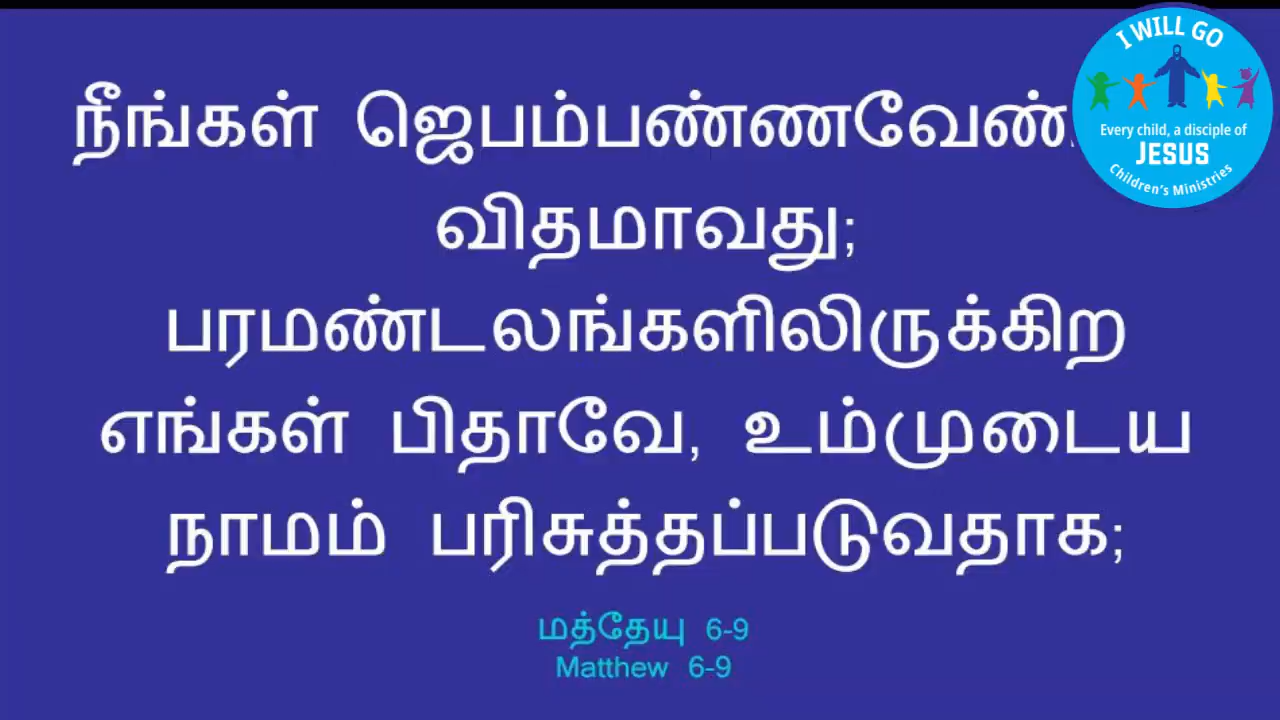 I WILL GO
Every child, a disciple of
JESUS
Children's Ministries
நீங்கள் ஜெபம்பண்ணவேண்
விதமாவது;
பரமண்டலங்களிலிருக்கிற
எங்கள் பிதாவே, உம்முடைய
நாமம் பரிசுத்தப்படுவதாக;
மத்தேயு 6-9
Matthew 6-9